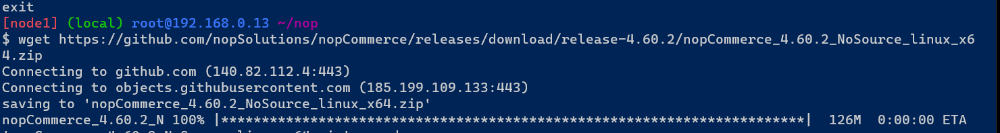 exit
[node1] (local) root@192.168.0.13 ~/nop
$ wget https://github.com/nopSolutions/nopCommerce/releases/download/release-4.60.2/nopCommerce_4.60.2_NoSource_linux_x6
4.zip
Connecting to github.com (140.82.112.4:443)
Connecting to objects.githubusercontent.com (185.199.109.133:443)
saving to 'nopCommerce_4.60.2_NoSource_linux_x64.zip'
nopCommerce_4.60.2_N 100% |************************************************************************| 126M 0:00:00 ETA